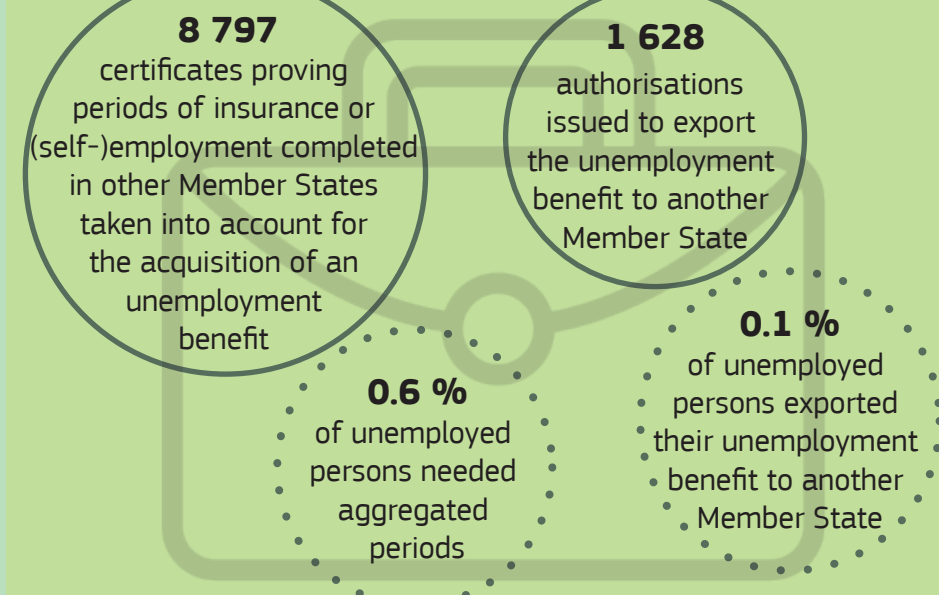 8 797
certificates proving
periods of insurance or
(self-)employment completed
in other Member States
taken into account for
the acquisition of an
unemployment
benefit
1 628
authorisations
issued to export
the unemployment
benefit to another
Member State
0.6 %
of unemployed
persons needed
aggregated
periods
0.1 %
of unemployed
persons exported
their unemployment
benefit to another
Member State